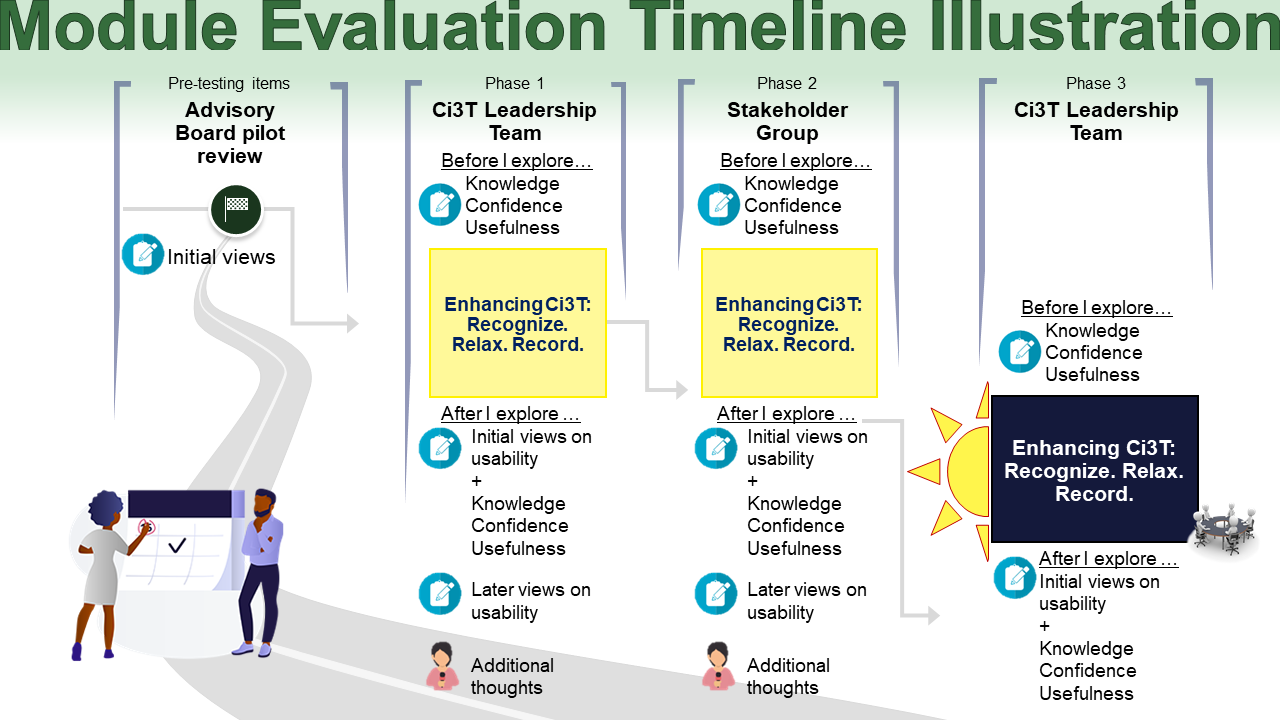 Module Evaluation Timeline Illustration
Pre-testing items
Advisory
Board pilot
review
Initial views
Phase 1
Ci3T Leadership
Team
Before I explore…
Knowledge
Confidence
Usefulness
Enhancing Ci3T:
Recognize.
Relax. Record.
After I explore …
Initial views on
usability
+
Knowledge
Confidence
Usefulness
Later views on
usability
Additional
thoughts
Phase 2
Stakeholder
Group
Before I explore…
Knowledge
Confidence
Usefulness
Enhancing Ci3T:
Recognize.
Relax. Record.
After I explore …
Initial views on
usability
+
Knowledge
Confidence
Usefulness
Later views on
usability
Additional
thoughts
Phase 3
Ci3T Leadership
Team
Before I explore…
Knowledge
Confidence
Usefulness
Enhancing Ci3T:
Recognize. Relax.
Record.
After I explore …
Initial views on
usability
+
Knowledge
Confidence
Usefulness